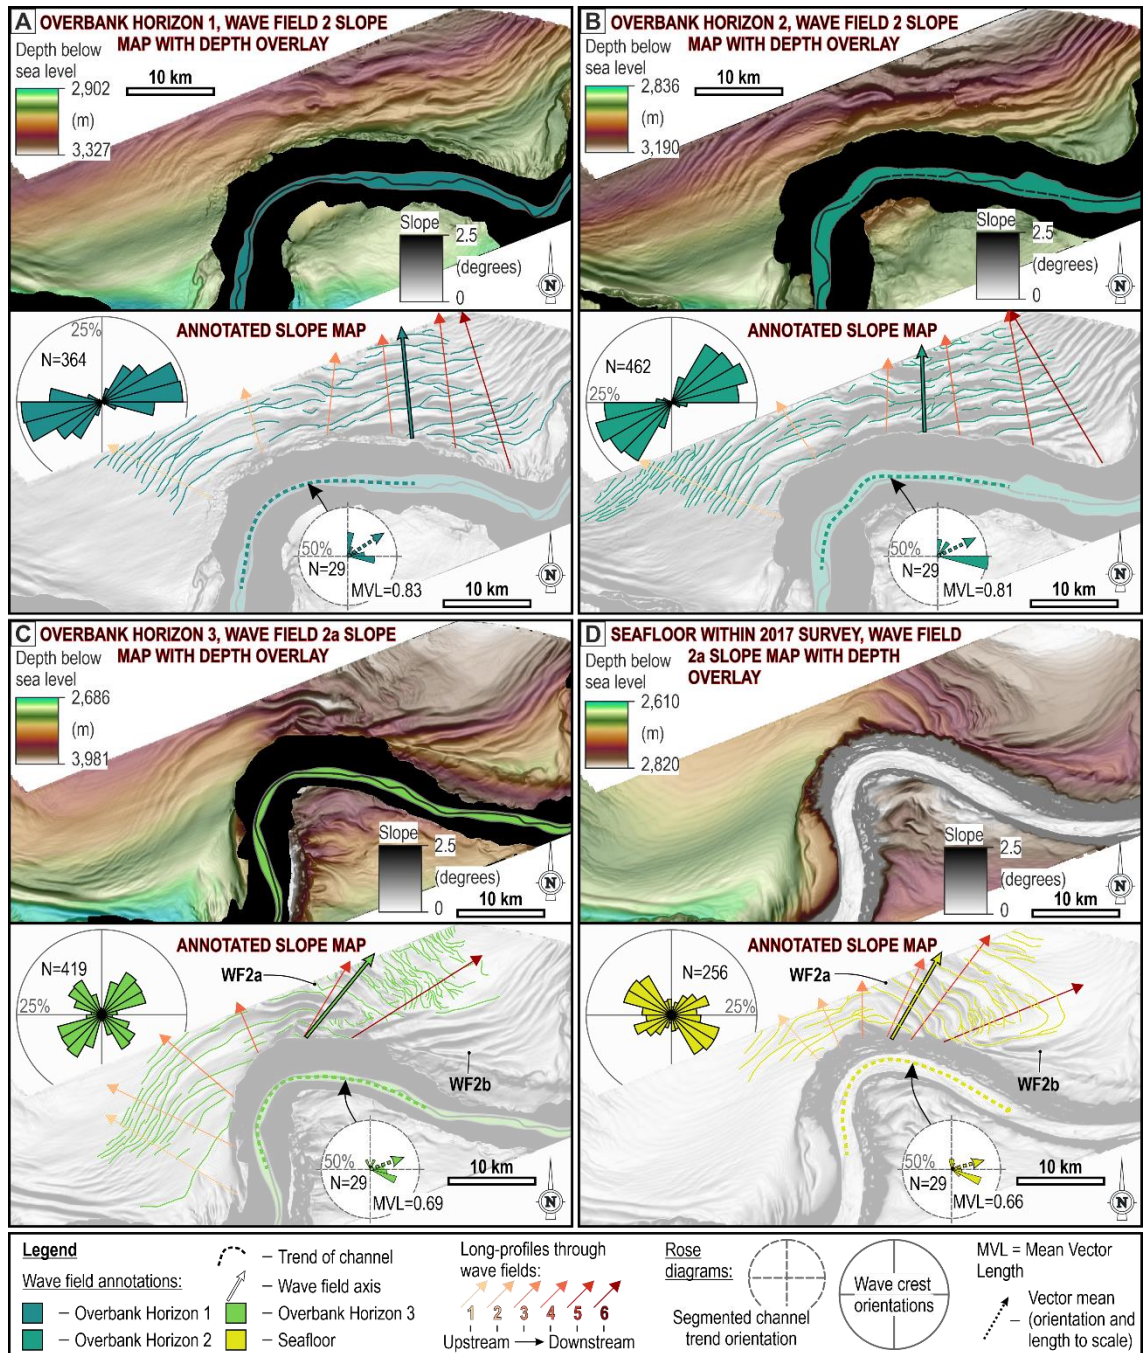 A OVERBANK HORIZON 1, WAVE FIELD 2 SLOPE
MAP WITH DEPTH OVERLAY
Depth below
sea level
2,902
(m)
3,327
10 km
Slope
2.5
(degrees)
0
N
ANNOTATED SLOPE MAP
25%
N=364
50%
N=29
MVL=0.83
10 km
N
B OVERBANK HORIZON 2, WAVE FIELD 2 SLOPE
MAP WITH DEPTH OVERLAY
Depth below
sea level
2,836
(m)
3,190
10 km
Slope
2.5
(degrees)
0
N
ANNOTATED SLOPE MAP
N=462
25%
50%
N=29
MVL=0.81
10 km
N
C OVERBANK HORIZON 3, WAVE FIELD 2a SLOPE
MAP WITH DEPTH OVERLAY
Depth below
sea level
2,686
(m)
3,981
Slope
2.5
(degrees)
0
10 km
N
ANNOTATED SLOPE MAP
N=419
25%
WF2a
WF2b
50%
N=29
MVL=0.69
10 km
N
D SEAFLOOR WITHIN 2017 SURVEY, WAVE FIELD
2a SLOPE MAP WITH DEPTH
OVERLAY
Depth below
sea level
2,610
(m)
2,820
Slope
2.5
(degrees)
0
10 km
N
ANNOTATED SLOPE MAP
N=256
25%
WF2a
WF2b
50%
N=29
MVL=0.66
10 km
N
Legend
Wave field annotations:
– Overbank Horizon 1
– Overbank Horizon 2
– Trend of channel
– Wave field axis
– Overbank Horizon 3
– Seafloor
Long-profiles through
wave fields:
1 2 3 4 5 6
Upstream Downstream
Rose
diagrams:
Segmented channel
trend orientation
Wave crest
orientations
MVL = Mean Vector
Length
Vector mean
– (orientation and
length to scale)